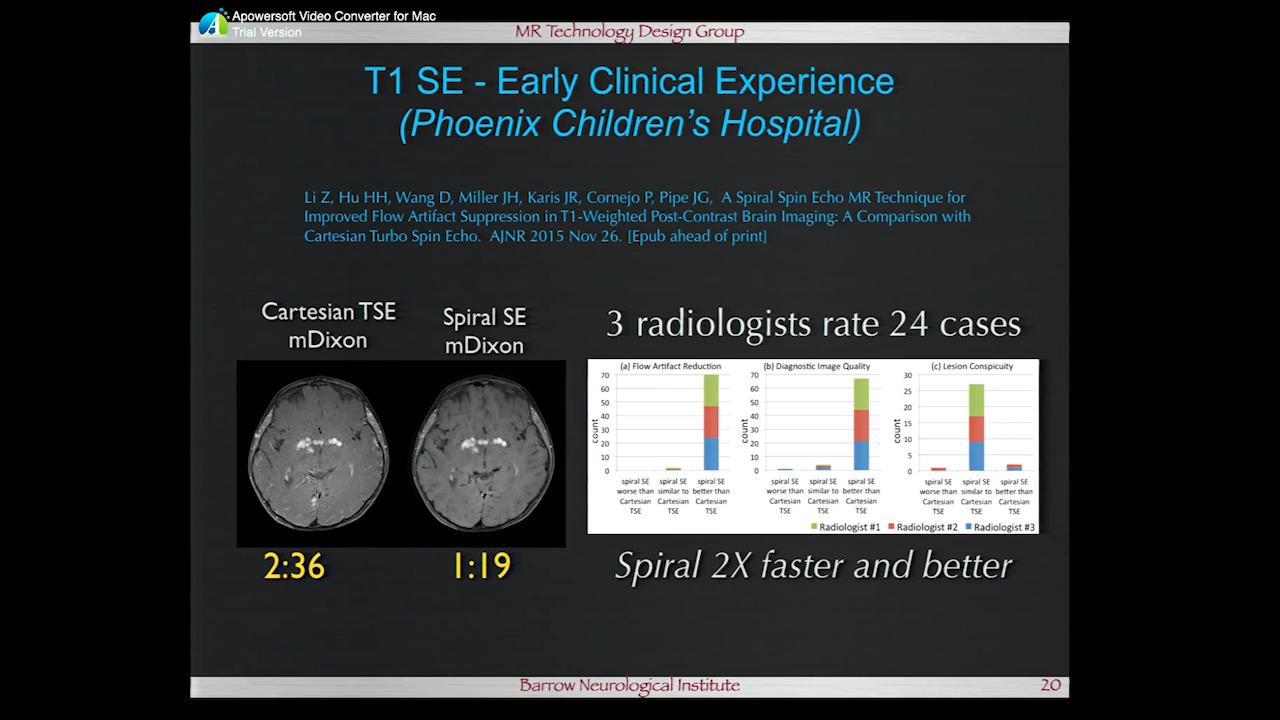 Apowersoft Video Converter for Mac
Trial Version
MR Technology Design Group
T1 SE - Early Clinical Experience
(Phoenix Children's Hospital)
Li Z, Hu HH, Wang D, Miller JH, Karis JR, Cornejo P, Pipe JG, A Spiral Spin Echo MR Technique for
Improved Flow Artifact Suppression in T1-Weighted Post-Contrast Brain Imaging: A Comparison with
Cartesian Turbo Spin Echo. AJNR 2015 Nov 26. [Epub ahead of print]
Cartesian TSE
mDixon
Spiral SE
mDixon
2:36
1:19
3 radiologists rate 24 cases
(a) Flow Artifact Reduction
70
60
50
40
30
20
10
0
count
spiral SE
worse than
Cartesian
TSE
spiral SE
similar to
Cartesian
TSE
spiral SE
better than
Cartesian
TSE
(b) Diagnostic Image Quality
70
60
50
40
30
20
10
0
count
spiral SE
worse than
Cartesian
TSE
spiral SE
similar to
Cartesian
TSE
spiral SE
better than
Cartesian
TSE
(c) Lesion Conspicuity
30
25
20
15
10
5
0
count
spiral SE
worse than
Cartesian
TSE
spiral SE
similar to
Cartesian
TSE
spiral SE
better than
Cartesian
TSE
Radiologist #1
Radiologist #2
Radiologist #3
Spiral 2X faster and better
Barrow Neurological Institute
20